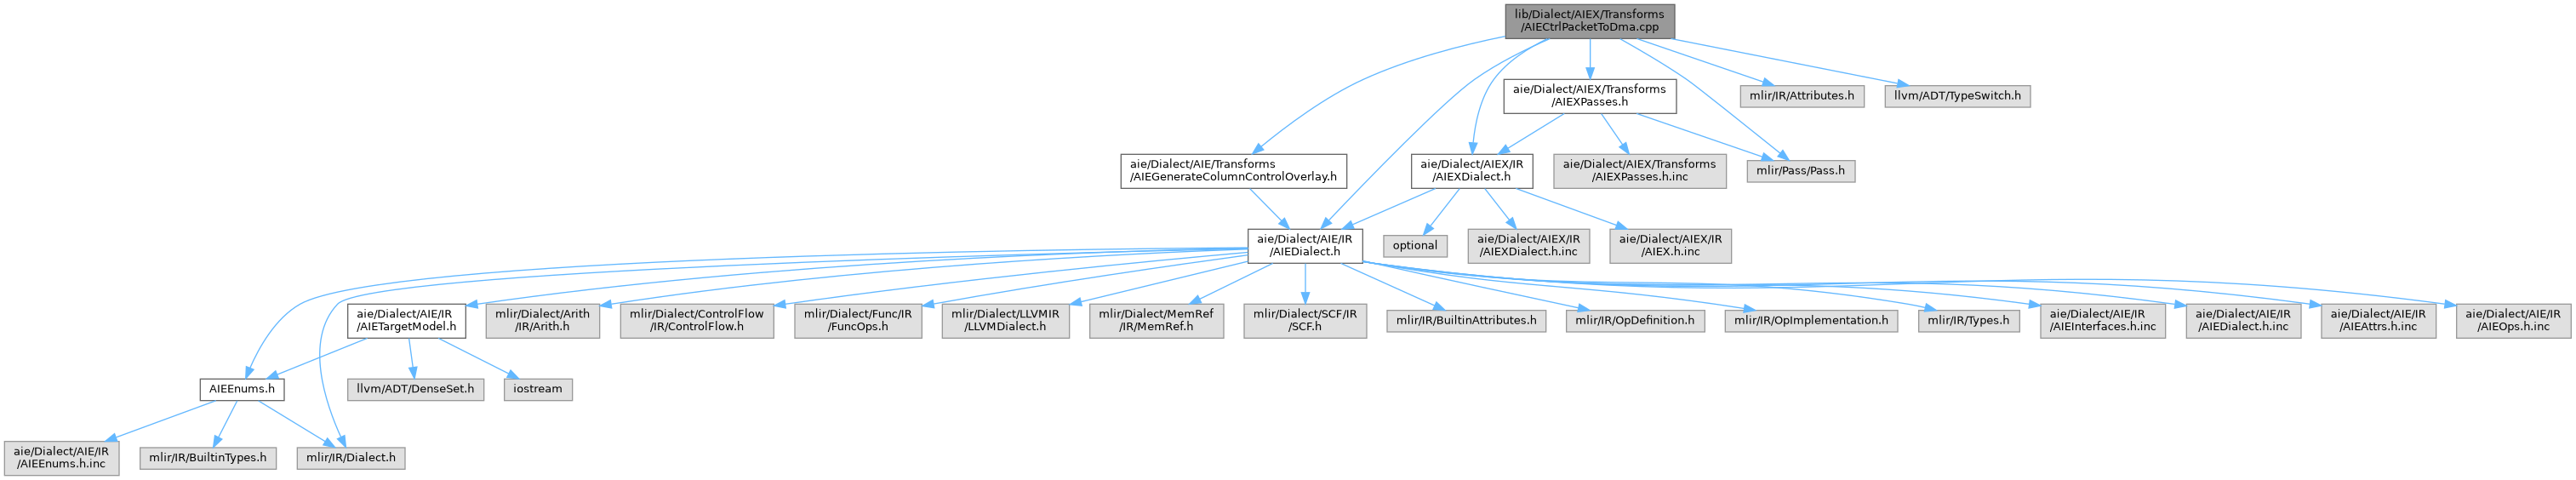 lib/Dialect/AIEX/Transforms
/AIECtrlPacketToDma.cpp
aie/Dialect/AIEX/Transforms
/AIEXPasses.h
mlir/IR/Attributes.h
llvm/ADT/TypeSwitch.h
aie/Dialect/AIE/Transforms
/AIEGenerateColumnControlOverlay.h
aie/Dialect/AIEX/IR
/AIEXDialect.h
aie/Dialect/AIEX/Transforms
/AIEXPasses.h.inc
mlir/Pass/Pass.h
aie/Dialect/AIE/IR
/AIEDialect.h
optional
aie/Dialect/AIEX/IR
/AIEXDialect.h.inc
aie/Dialect/AIEX/IR
/AIEX.h.inc
aie/Dialect/AIE/IR
/AIETargetModel.h
mlir/Dialect/Arith
/IR/Arith.h
mlir/Dialect/ControlFlow
/IR/ControlFlow.h
mlir/Dialect/Func/IR
/FuncOps.h
mlir/Dialect/LLVMIR
/LLVMDialect.h
mlir/Dialect/MemRef
/IR/MemRef.h
mlir/Dialect/SCF/IR
/SCF.h
mlir/IR/BuiltinAttributes.h
mlir/IR/OpDefinition.h
mlir/IR/OpImplementation.h
mlir/IR/Types.h
aie/Dialect/AIE/IR
/AIEInterfaces.h.inc
aie/Dialect/AIE/IR
/AIEDialect.h.inc
aie/Dialect/AIE/IR
/AIEAttrs.h.inc
aie/Dialect/AIE/IR
/AIEOps.h.inc
AIEEnums.h
llvm/ADT/DenseSet.h
iostream
aie/Dialect/AIE/IR
/AIEEnums.h.inc
mlir/IR/BuiltinTypes.h
mlir/IR/Dialect.h